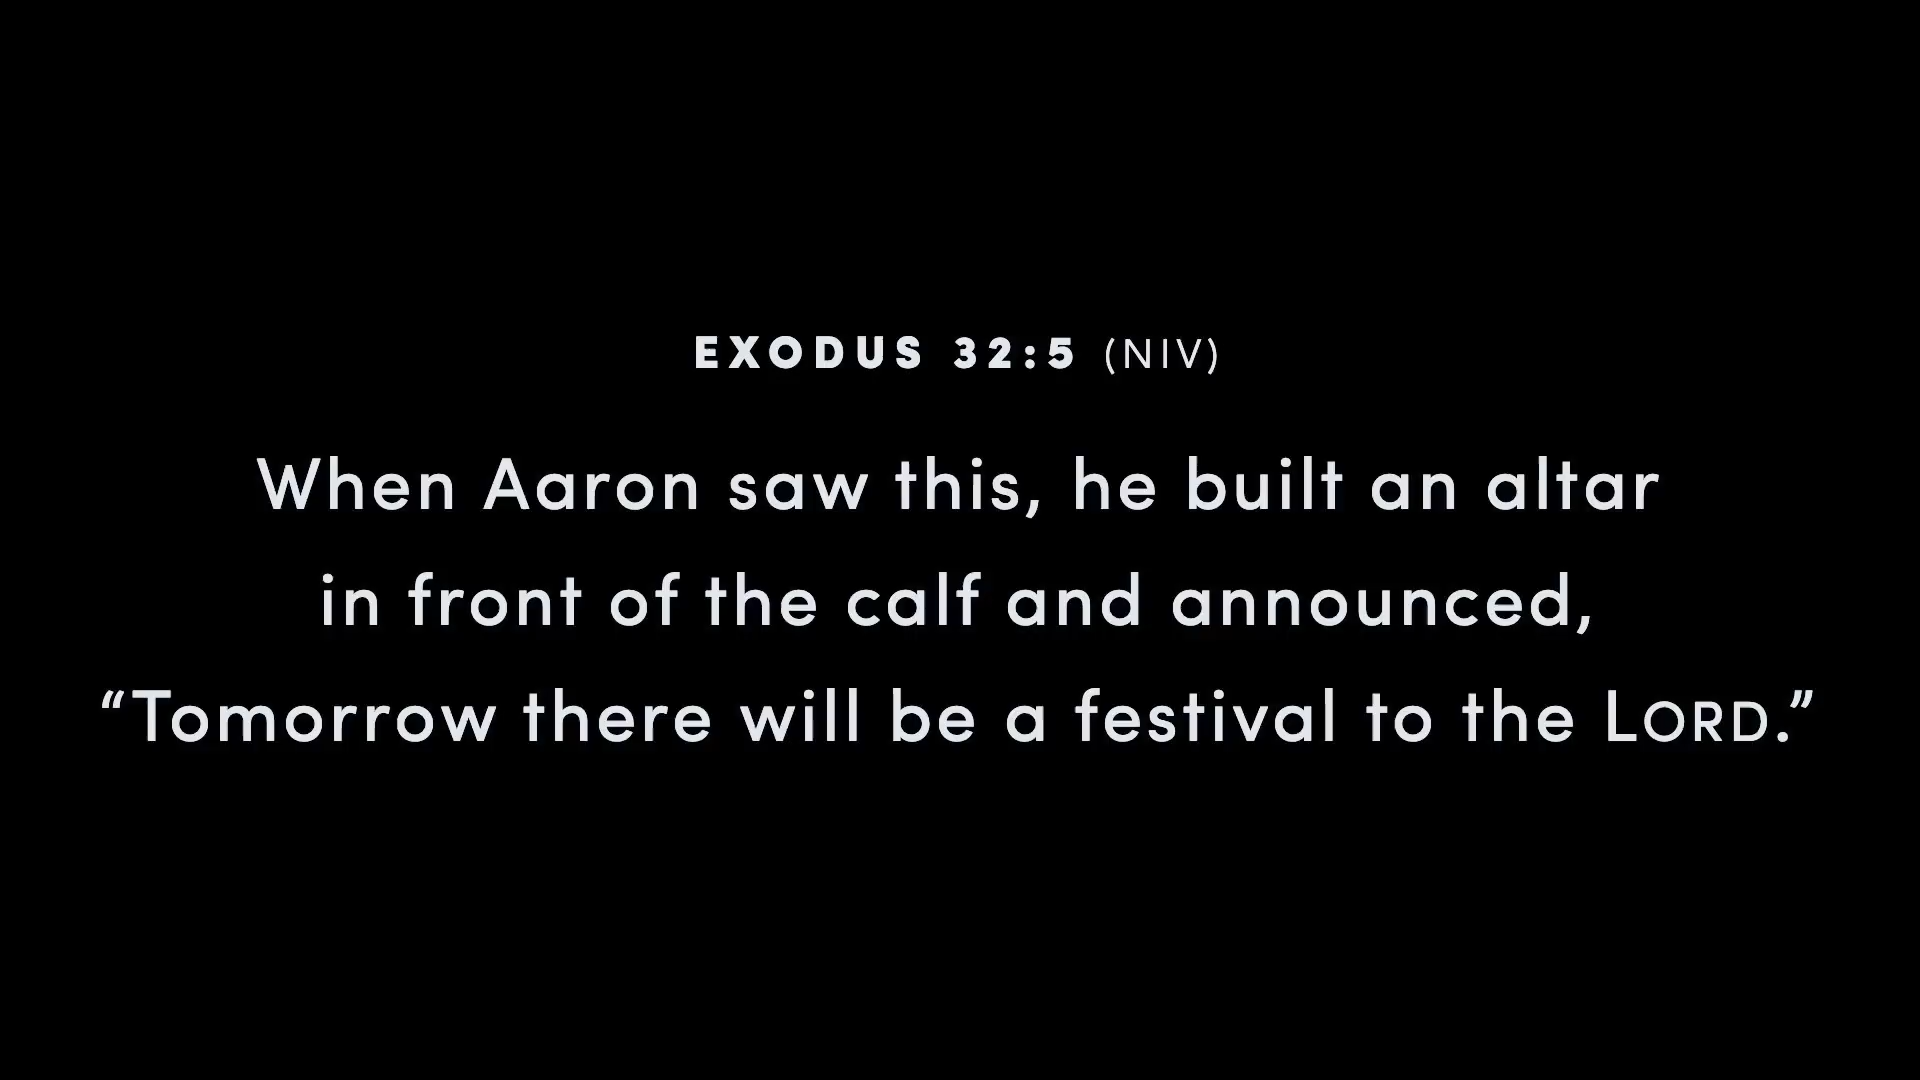 EXODUS 32:5 (NIV)
When Aaron saw this, he built an altar
in front of the calf and announced,
“Tomorrow there will be a festival to the LORD.”